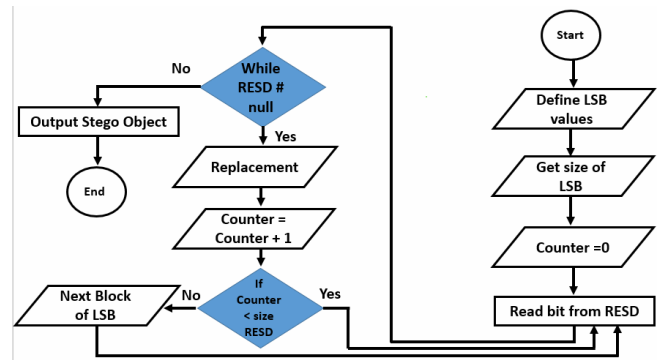 Start
Define LSB
values
Get size of
LSB
Counter =0
Read bit from RESD
While
RESD #
null
No
Yes
Output Stego Object
End
Replacement
Counter =
Counter + 1
If
Counter
< size
RESD
No
Yes
Next Block
of LSB